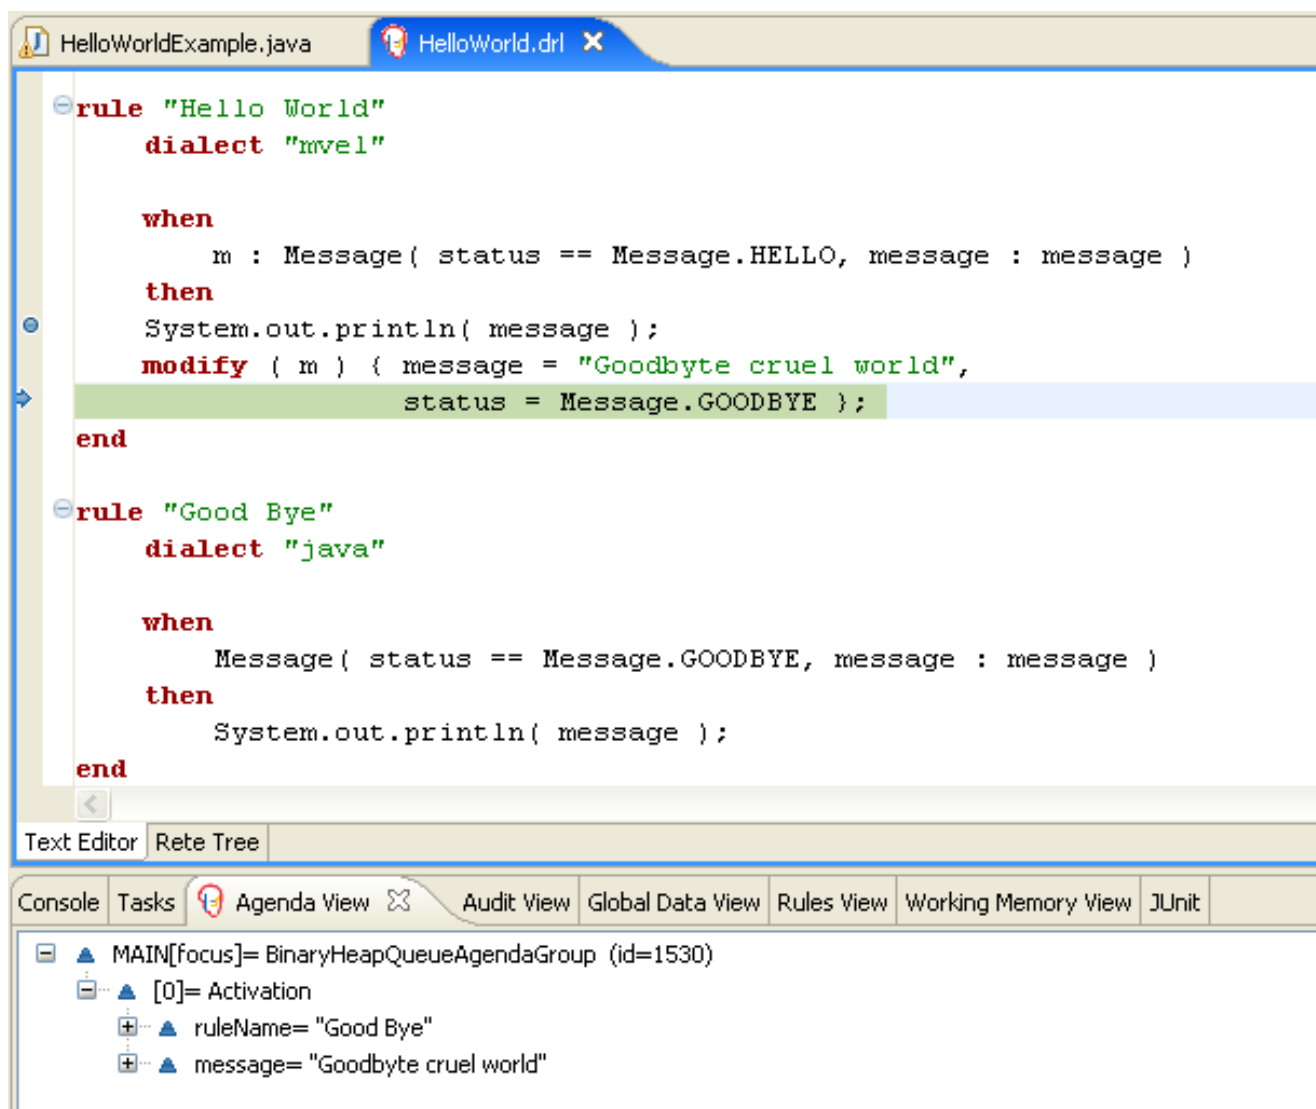 HelloWorldExample.java HelloWorld.drl
rule "Hello World"
dialect "mvel"
when
m : Message( status == Message.HELLO, message : message )
then
System.out.println( message );
modify ( m ) { message = "Goodbyte cruel world",
status = Message.GOODBYE };
end
rule "Good Bye"
dialect "java"
when
Message( status == Message.GOODBYE, message : message )
then
System.out.println( message );
end
Text Editor Rete Tree
Console Tasks Agenda View Audit View Global Data View Rules View Working Memory View JUnit
MAIN[focus]= BinaryHeapQueueAgendaGroup (id=1530)
[0]= Activation
ruleName= "Good Bye"
message= "Goodbyte cruel world"